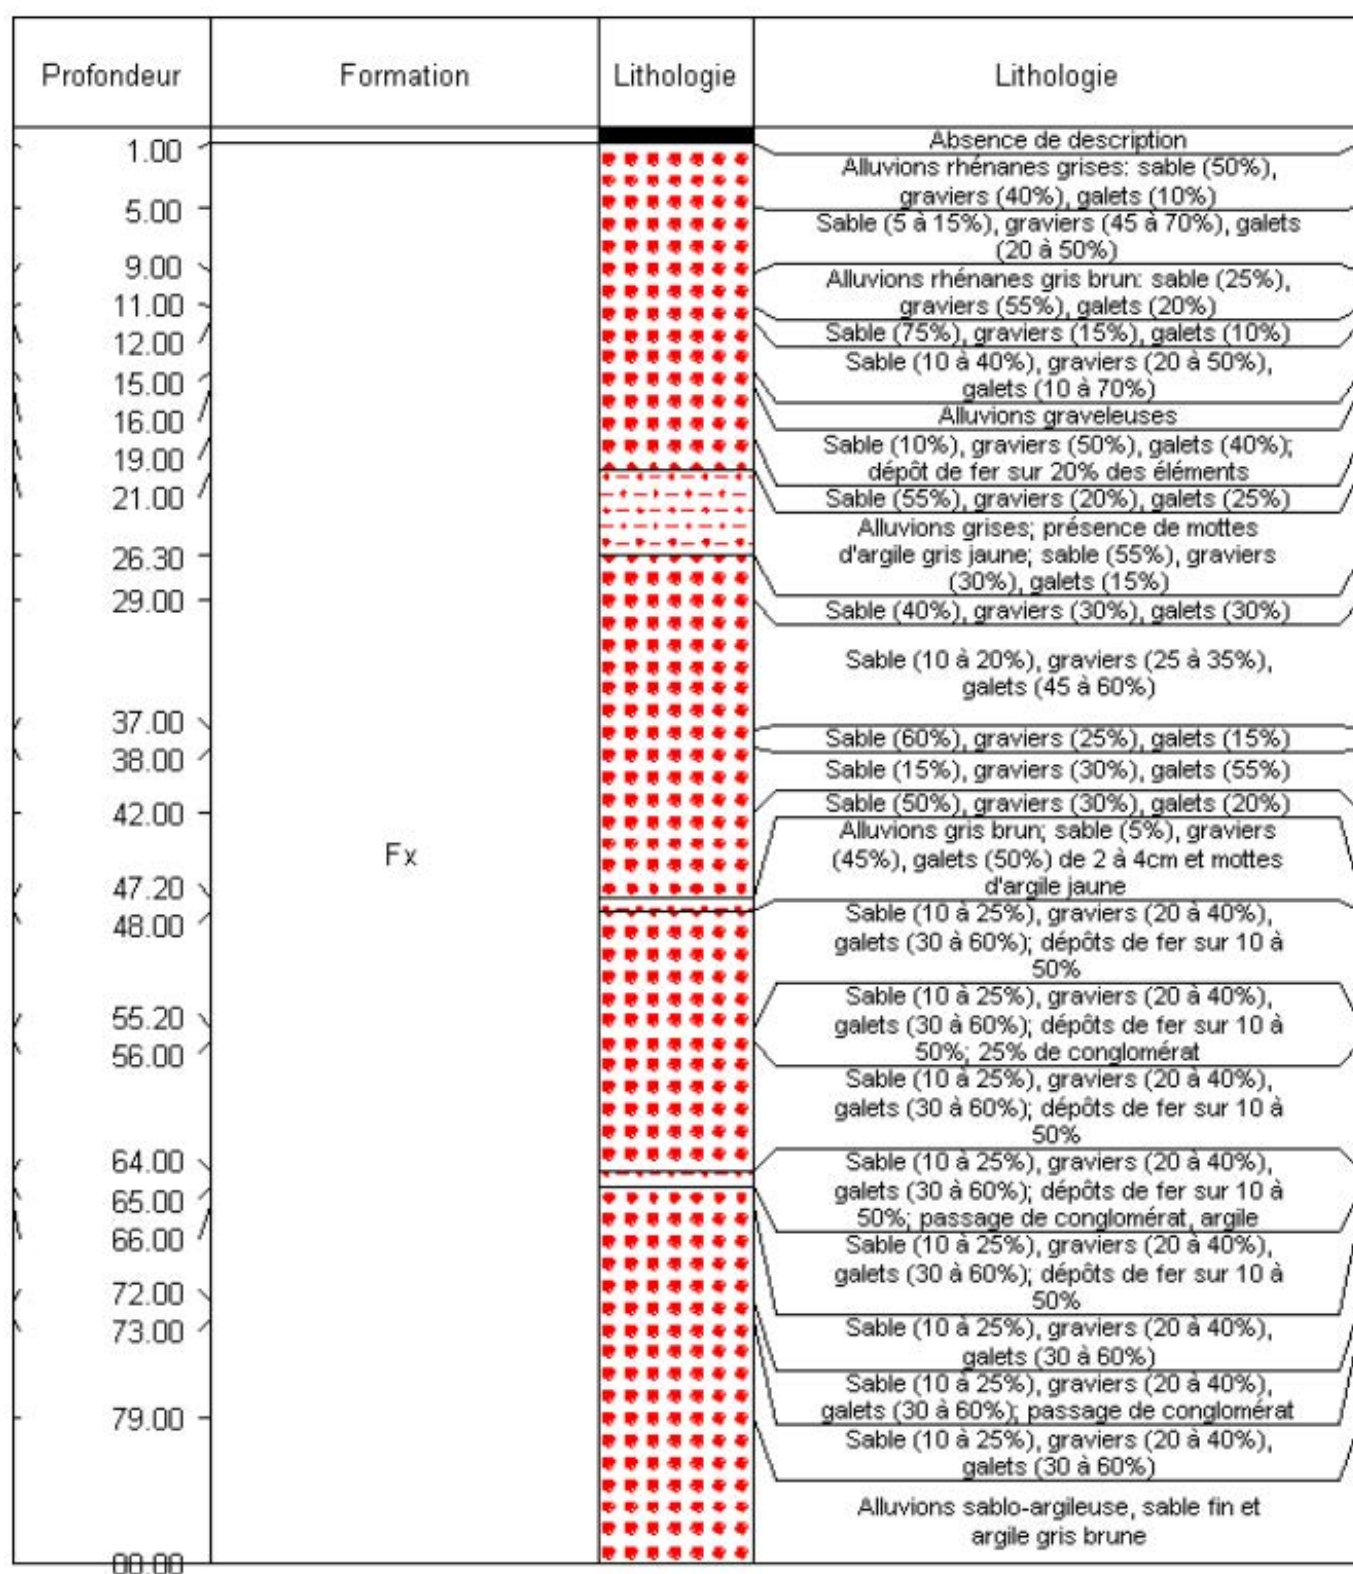 Profondeur
Formation
Lithologie
Lithologie
1.00
5.00
9.00
11.00
12.00
15.00
16.00
19.00
21.00
26.30
29.00
37.00
38.00
42.00
47.20
48.00
55.20
56.00
64.00
65.00
66.00
72.00
73.00
79.00
Fx
Absence de description
Alluvions rhénanes grises: sable (50%),
graviers (40%), galets (10%)
Sable (5 à 15%), graviers (45 à 70%), galets
(20 à 50%)
Alluvions rhénanes gris brun: sable (25%),
graviers (55%), galets (20%)
Sable (75%), graviers (15%), galets (10%)
Sable (10 à 40%), graviers (20 à 50%),
galets (10 à 70%)
Alluvions graveleuses
Sable (10%), graviers (50%), galets (40%);
dépôt de fer sur 20% des éléments
Sable (55%), graviers (20%), galets (25%)
Alluvions grises; présence de mottes
d'argile gris jaune; sable (55%), graviers
(30%), galets (15%)
Sable (40%), graviers (30%), galets (30%)
Sable (10 à 20%), graviers (25 à 35%),
galets (45 à 60%)
Sable (60%), graviers (25%), galets (15%)
Sable (15%), graviers (30%), galets (55%)
Sable (50%), graviers (30%), galets (20%)
Alluvions gris brun; sable (5%), graviers
(45%), galets (50%) de 2 à 4cm et mottes
d'argile jaune
Sable (10 à 25%), graviers (20 à 40%),
galets (30 à 60%); dépôts de fer sur 10 à
50%
Sable (10 à 25%), graviers (20 à 40%),
galets (30 à 60%); dépôts de fer sur 10 à
50%; 25% de conglomérat
Sable (10 à 25%), graviers (20 à 40%),
galets (30 à 60%); dépôts de fer sur 10 à
50%
Sable (10 à 25%), graviers (20 à 40%),
galets (30 à 60%); dépôts de fer sur 10 à
50%; passage de conglomérat, argile
Sable (10 à 25%), graviers (20 à 40%),
galets (30 à 60%); dépôts de fer sur 10 à
50%
Sable (10 à 25%), graviers (20 à 40%),
galets (30 à 60%)
Sable (10 à 25%), graviers (20 à 40%),
galets (30 à 60%); passage de conglomérat
Sable (10 à 25%), graviers (20 à 40%),
galets (30 à 60%)
Alluvions sablo-argileuse, sable fin et
argile gris brune